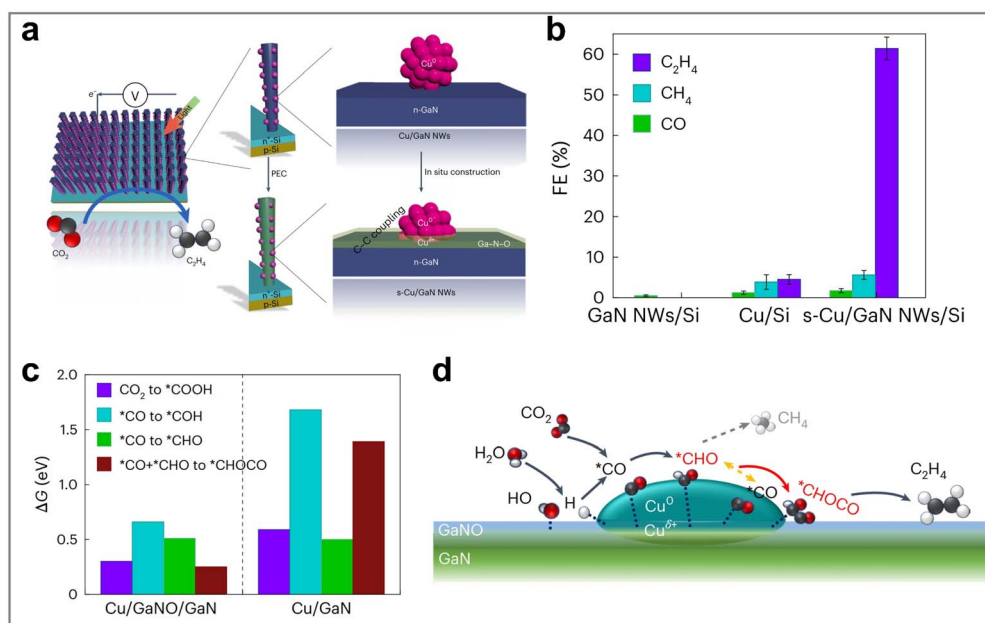 a
e⁻
V
Light
CO₂
C₂H₄
n⁺-Si
p-Si
PEC
n⁺-Si
p-Si
Cu⁰
n-GaN
Cu/GaN NWs
In situ construction
C–C coupling
Cu⁰
Cuᵟ⁺
Ga–N–O
n-GaN
s-Cu/GaN NWs
b
FE (%)
60
50
40
30
20
10
0
C₂H₄
CH₄
CO
GaN NWs/Si
Cu/Si
s-Cu/GaN NWs/Si
c
ΔG (eV)
2.0
1.5
1.0
0.5
0
CO₂ to *COOH
*CO to *COH
*CO to *CHO
*CO+*CHO to *CHOCO
Cu/GaNO/GaN
Cu/GaN
d
CO₂
H₂O
HO
H
*CO
*CHO
CH₄
*CO
*CHOCO
C₂H₄
Cu⁰
Cuᵟ⁺
GaNO
GaN